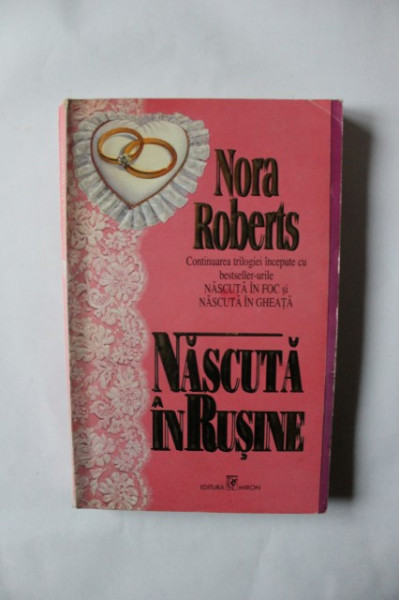 Nora
Roberts
Continuarea trilogiei începute cu
bestseller-urile
NĂSCUTĂ ÎN FOC și
NĂSCUTĂ ÎN GHEAȚĂ
NĂSCUTĂ
ÎN RUȘINE
EDITURA MIRON